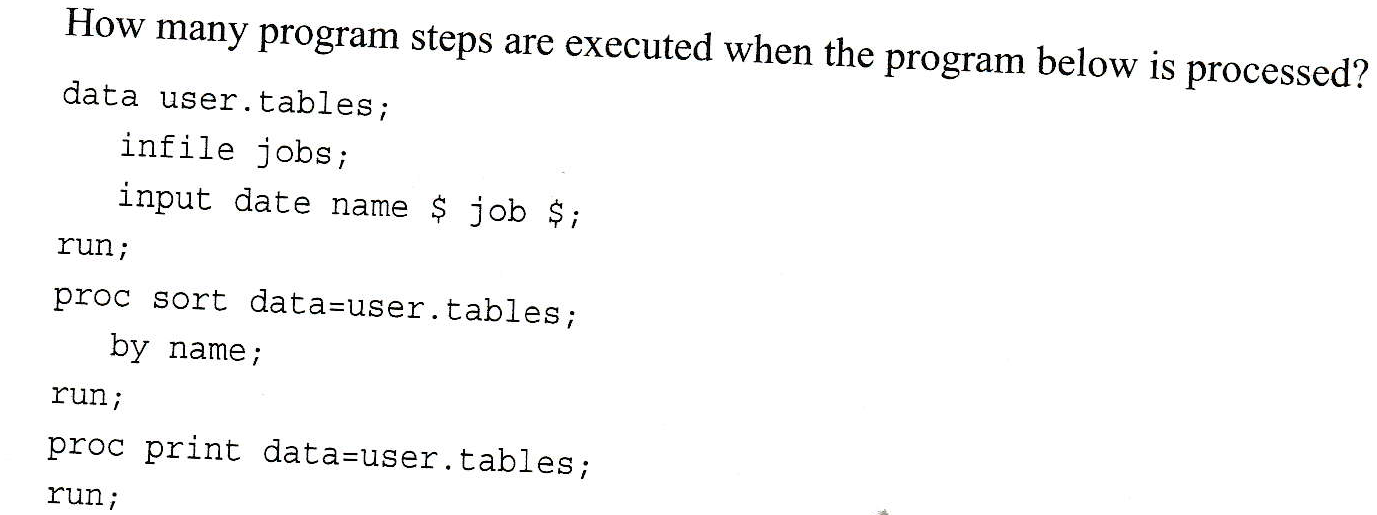 How many program steps are executed when the program below is processed?
data user.tables;
infile jobs;
input date name $ job $;
run;
proc sort data=user.tables;
by name;
run;
proc print data=user.tables;
run;